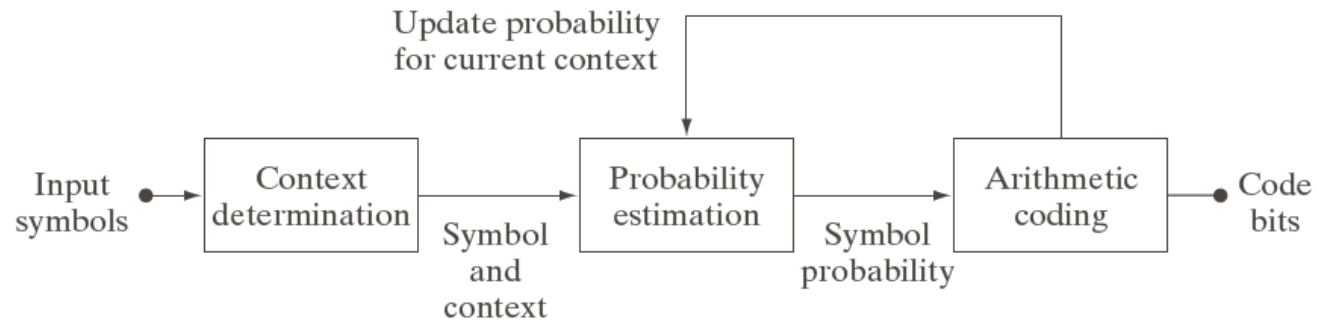 Update probability
for current context
Input
symbols
Context
determination
Symbol
and
context
Probability
estimation
Symbol
probability
Arithmetic
coding
Code
bits